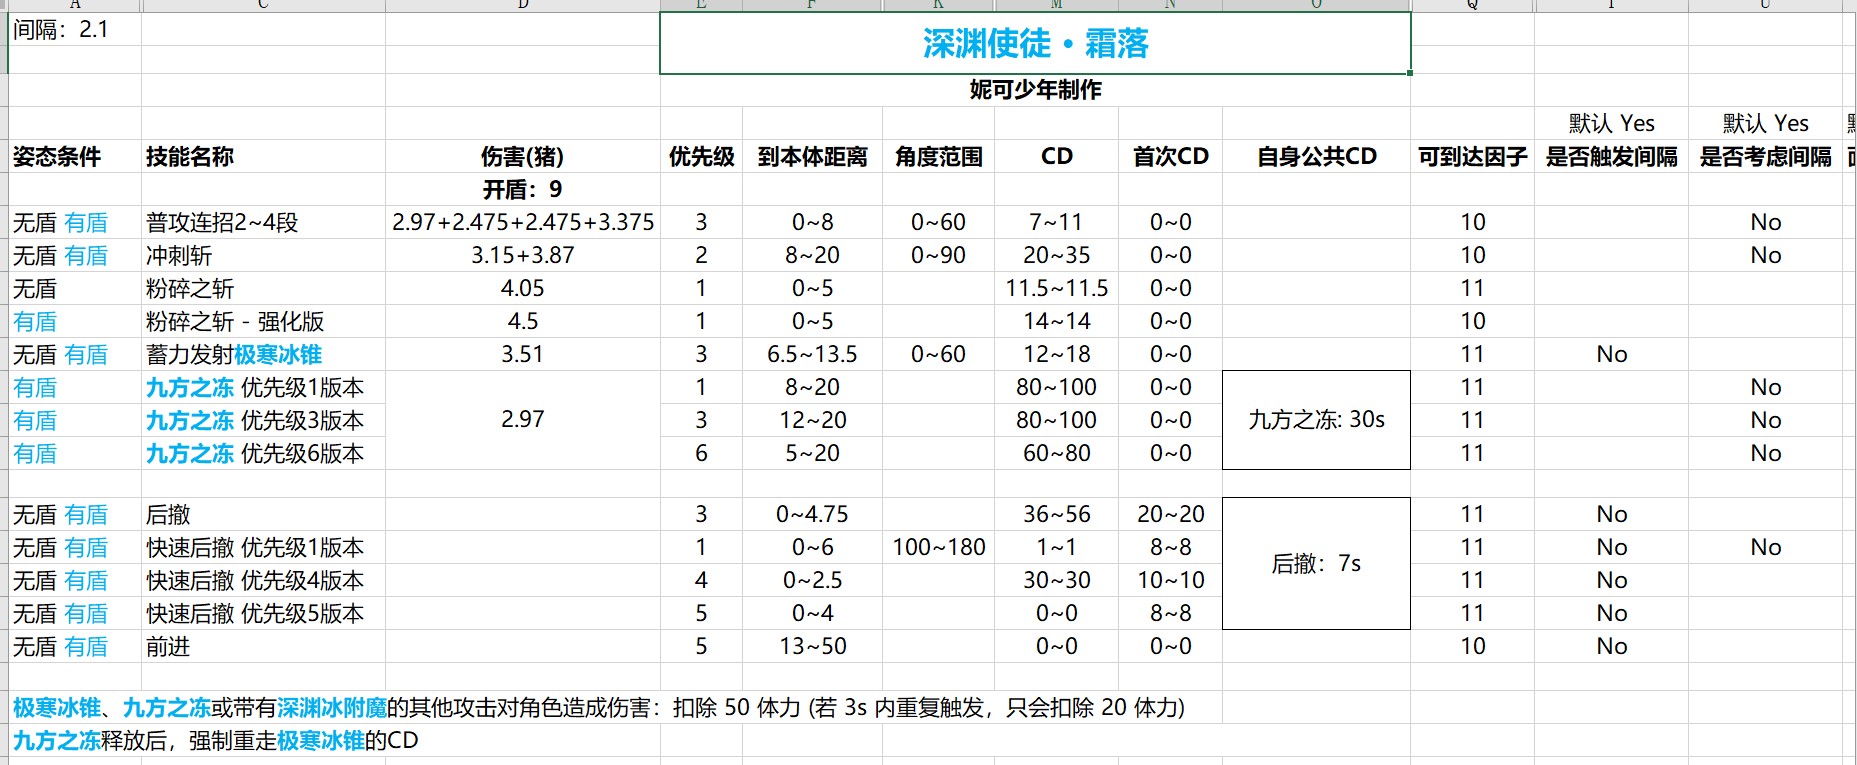 A C D E F K M N O Q T U
间隔：2.1
深渊使徒·霜落
妮可少年制作
默认 Yes 默认 Yes
姿态条件 技能名称 伤害(猪) 优先级 到本体距离 角度范围 CD 首次CD 自身公共CD 可到达因子 是否触发间隔 是否考虑间隔
开盾：9
无盾 有盾 普攻连招2~4段 2.97+2.475+2.475+3.375 3 0~8 0~60 7~11 0~0 10 No
无盾 有盾 冲刺斩 3.15+3.87 2 8~20 0~90 20~35 0~0 10 No
无盾 粉碎之斩 4.05 1 0~5 11.5~11.5 0~0 11
有盾 粉碎之斩 - 强化版 4.5 1 0~5 14~14 0~0 10
无盾 有盾 蓄力发射极寒冰锥 3.51 3 6.5~13.5 0~60 12~18 0~0 11 No
有盾 九方之冻 优先级1版本 1 8~20 80~100 0~0 11 No
有盾 九方之冻 优先级3版本 2.97 3 12~20 80~100 0~0 九方之冻: 30s 11 No
有盾 九方之冻 优先级6版本 6 5~20 60~80 0~0 11 No
无盾 有盾 后撤 3 0~4.75 36~56 20~20 11 No
无盾 有盾 快速后撤 优先级1版本 1 0~6 100~180 1~1 8~8 后撤：7s 11 No No
无盾 有盾 快速后撤 优先级4版本 4 0~2.5 30~30 10~10 11 No
无盾 有盾 快速后撤 优先级5版本 5 0~4 0~0 8~8 11 No
无盾 有盾 前进 5 13~50 0~0 0~0 10 No
极寒冰锥、九方之冻或带有深渊冰附魔的其他攻击对角色造成伤害：扣除 50 体力 (若 3s 内重复触发，只会扣除 20 体力)
九方之冻释放后，强制重走极寒冰锥的CD